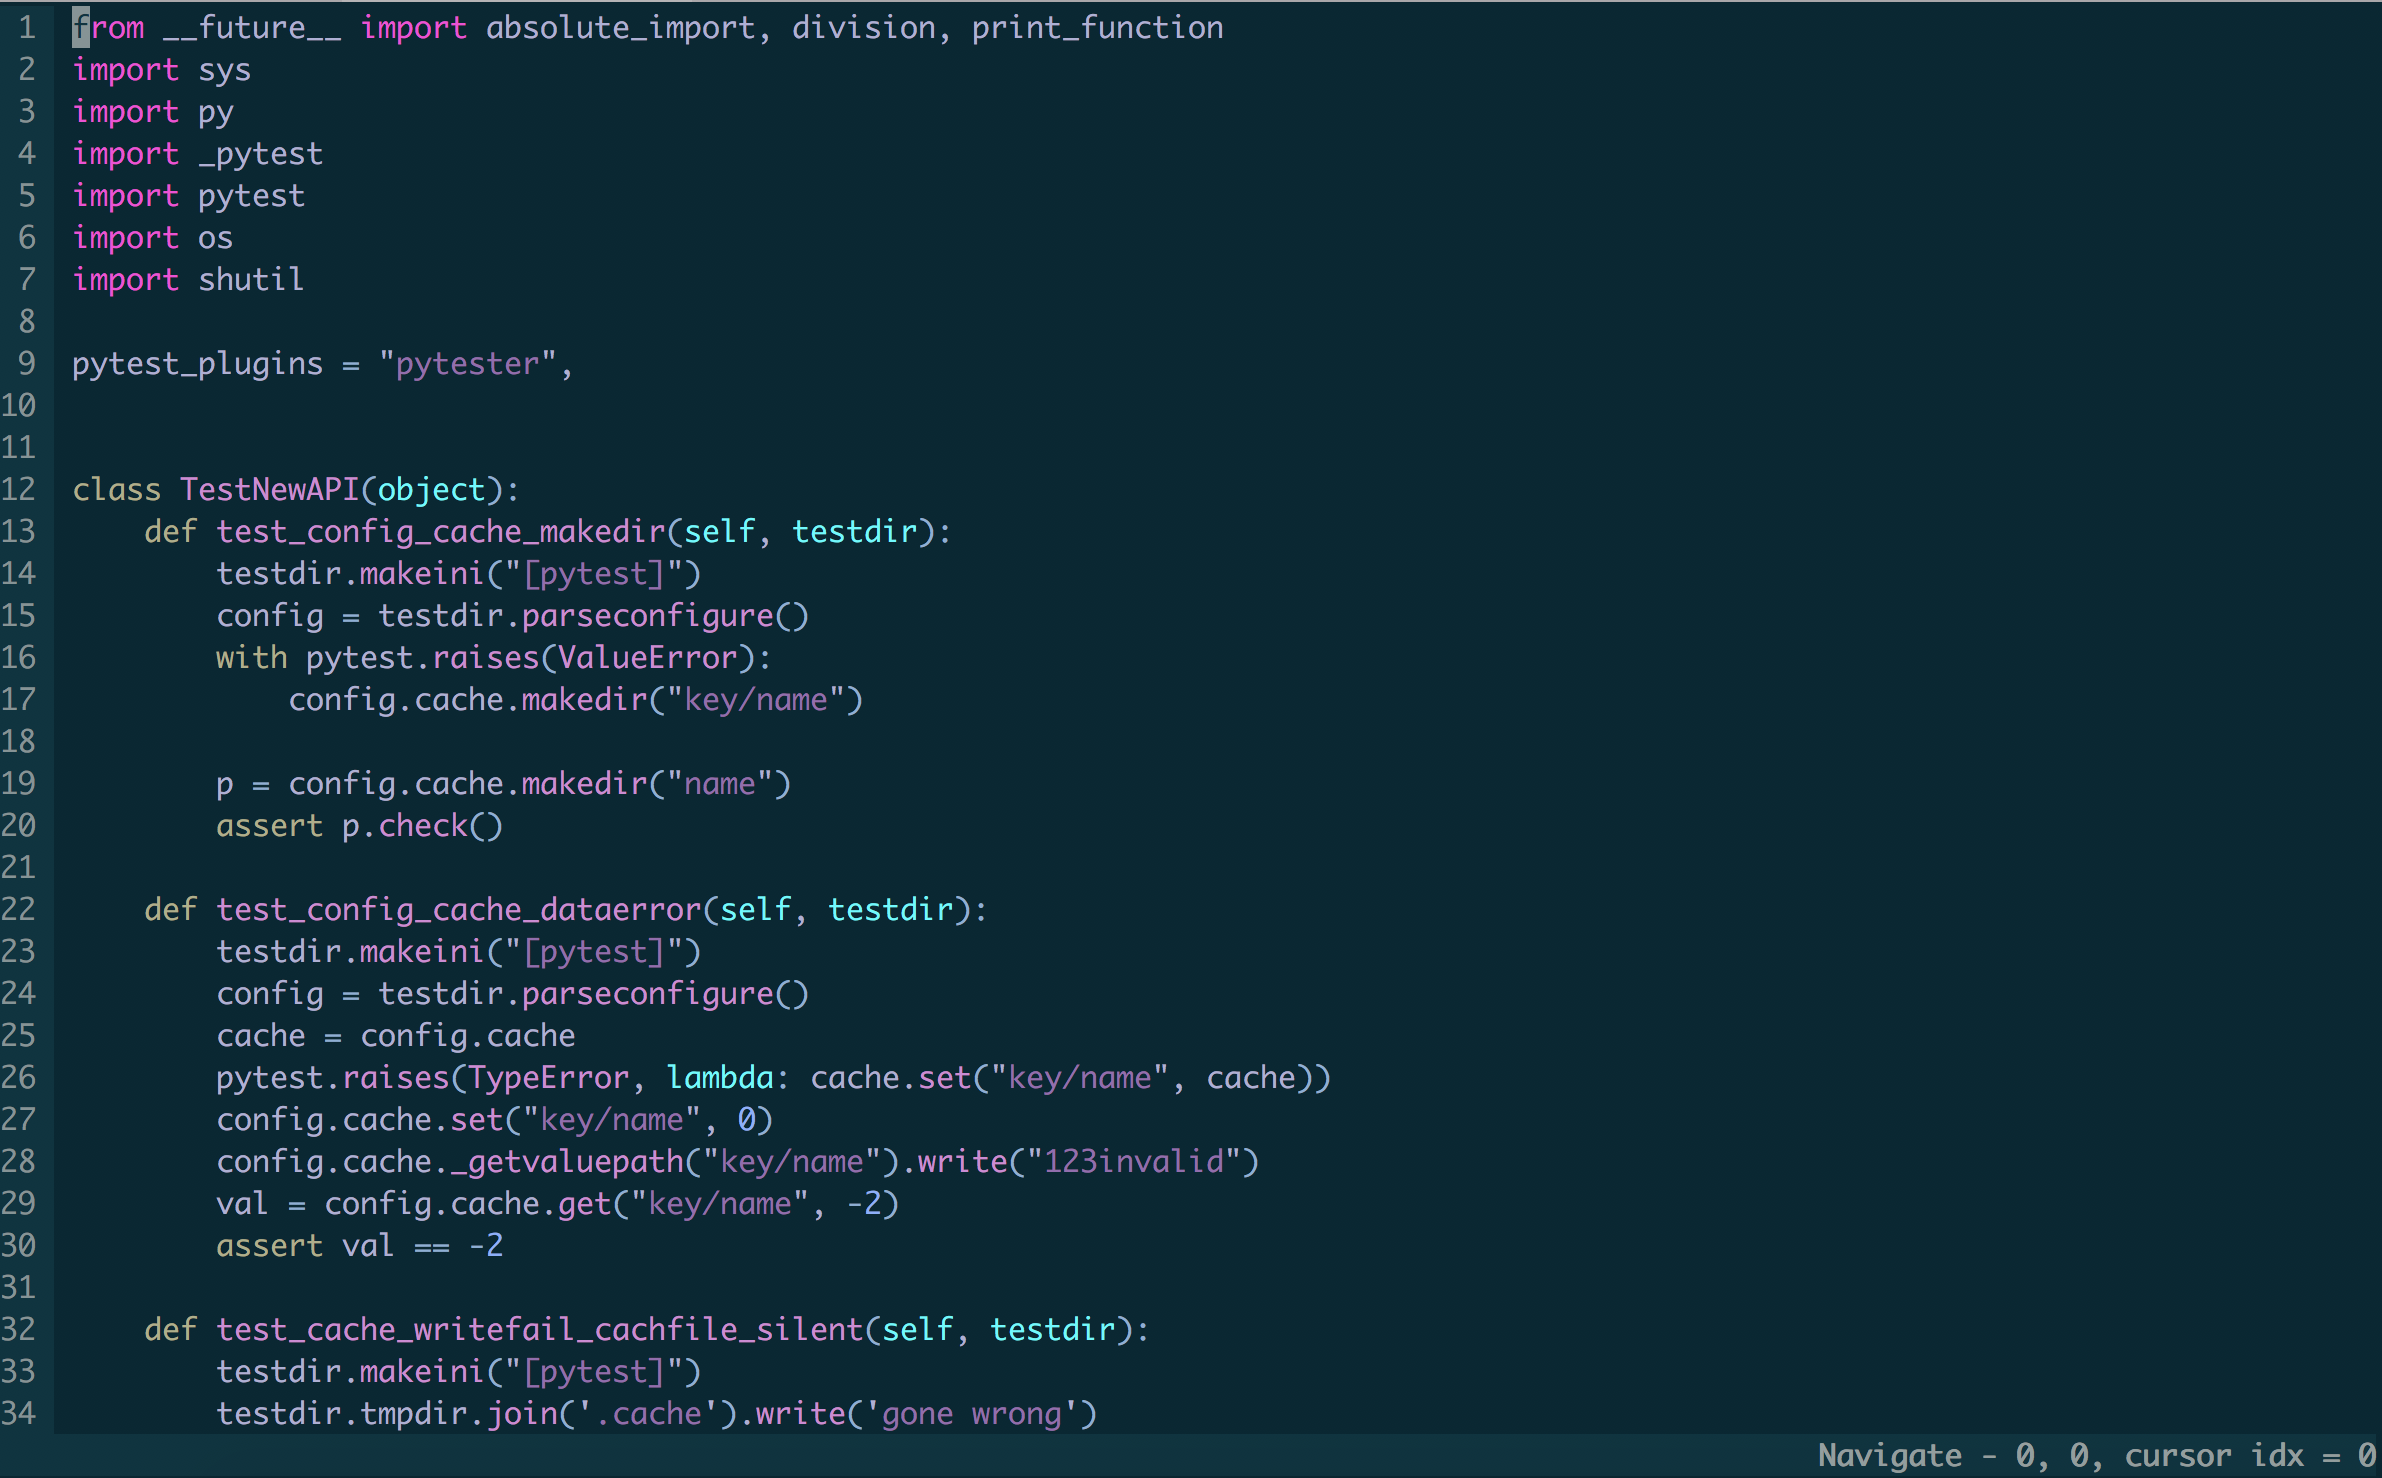 1 from __future__ import absolute_import, division, print_function
2 import sys
3 import py
4 import _pytest
5 import pytest
6 import os
7 import shutil
8
9 pytest_plugins = "pytester",
10
11
12 class TestNewAPI(object):
13     def test_config_cache_makedir(self, testdir):
14         testdir.makeini("[pytest]")
15         config = testdir.parseconfigure()
16         with pytest.raises(ValueError):
17             config.cache.makedir("key/name")
18
19         p = config.cache.makedir("name")
20         assert p.check()
21
22     def test_config_cache_dataerror(self, testdir):
23         testdir.makeini("[pytest]")
24         config = testdir.parseconfigure()
25         cache = config.cache
26         pytest.raises(TypeError, lambda: cache.set("key/name", cache))
27         config.cache.set("key/name", 0)
28         config.cache._getvaluepath("key/name").write("123invalid")
29         val = config.cache.get("key/name", -2)
30         assert val == -2
31
32     def test_cache_writefail_cachfile_silent(self, testdir):
33         testdir.makeini("[pytest]")
34         testdir.tmpdir.join('.cache').write('gone wrong')
Navigate - 0, 0, cursor idx = 0